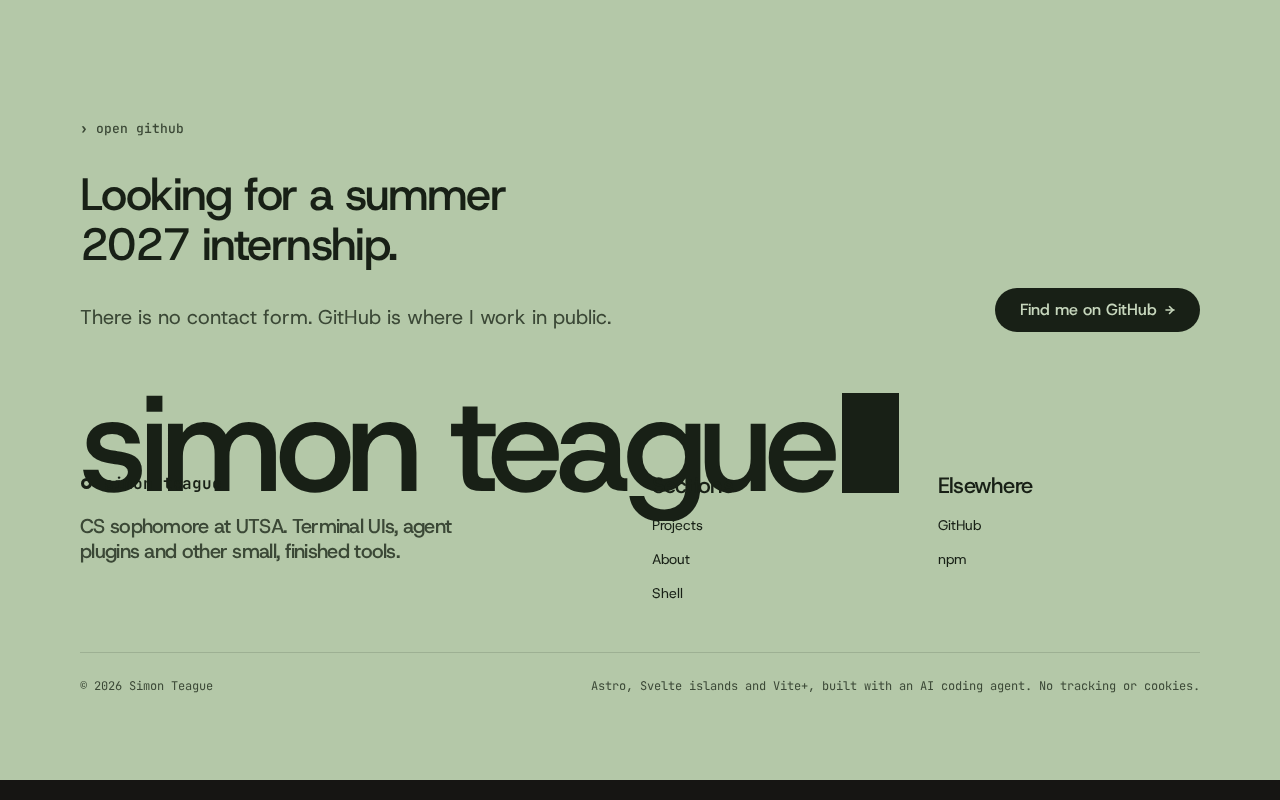 › open github
Looking for a summer
2027 internship.
There is no contact form. GitHub is where I work in public.
Find me on GitHub →
simon teague
simon teague
Elsewhere
CS sophomore at UTSA. Terminal UIs, agent
plugins and other small, finished tools.
Projects
About
Shell
GitHub
npm
© 2026 Simon Teague
Astro, Svelte islands and Vite+, built with an AI coding agent. No tracking or cookies.